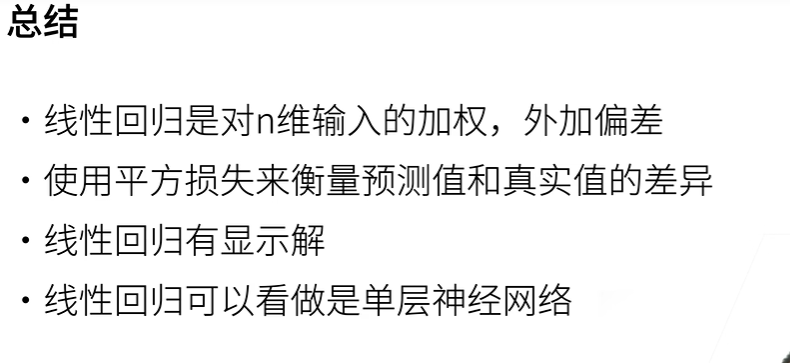 总结
· 线性回归是对n维输入的加权，外加偏差
· 使用平方损失来衡量预测值和真实值的差异
· 线性回归有显示解
· 线性回归可以看做是单层神经网络